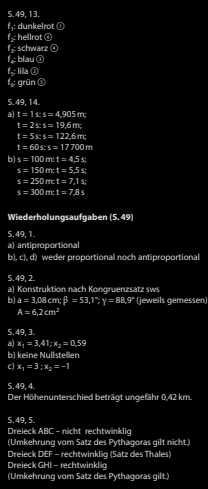 S. 49, 13.
f₁: dunkelrot ①
f₂: hellrot ⑥
f₃: schwarz ④
f₄: blau ③
f₅: lila ②
f₆: grün ⑤
S. 49, 14.
a) t = 1 s: s ≈ 4,905 m;
t = 2 s: s ≈ 19,6 m;
t = 5 s: s ≈ 122,6 m;
t = 60 s: s ≈ 17 700 m
b) s = 100 m: t ≈ 4,5 s;
s = 150 m: t ≈ 5,5 s;
s = 250 m: t ≈ 7,1 s;
s = 300 m: t ≈ 7,8 s
Wiederholungsaufgaben (S. 49)
S. 49, 1.
a) antiproportional
b), c), d) weder proportional noch antiproportional
S. 49, 2.
a) Konstruktion nach Kongruenzsatz sws
b) a = 3,08 cm; β = 53,1°; γ = 88,9° (jeweils gemessen)
A ≈ 6,2 cm²
S. 49, 3.
a) x₁ ≈ 3,41; x₂ ≈ 0,59
b) keine Nullstellen
c) x₁ = 3 ; x₂ = −1
S. 49, 4.
Der Höhenunterschied beträgt ungefähr 0,42 km.
S. 49, 5.
Dreieck ABC – nicht rechtwinklig
(Umkehrung vom Satz des Pythagoras gilt nicht.)
Dreieck DEF – rechtwinklig (Satz des Thales)
Dreieck GHI – rechtwinklig
(Umkehrung vom Satz des Pythagoras gilt.)